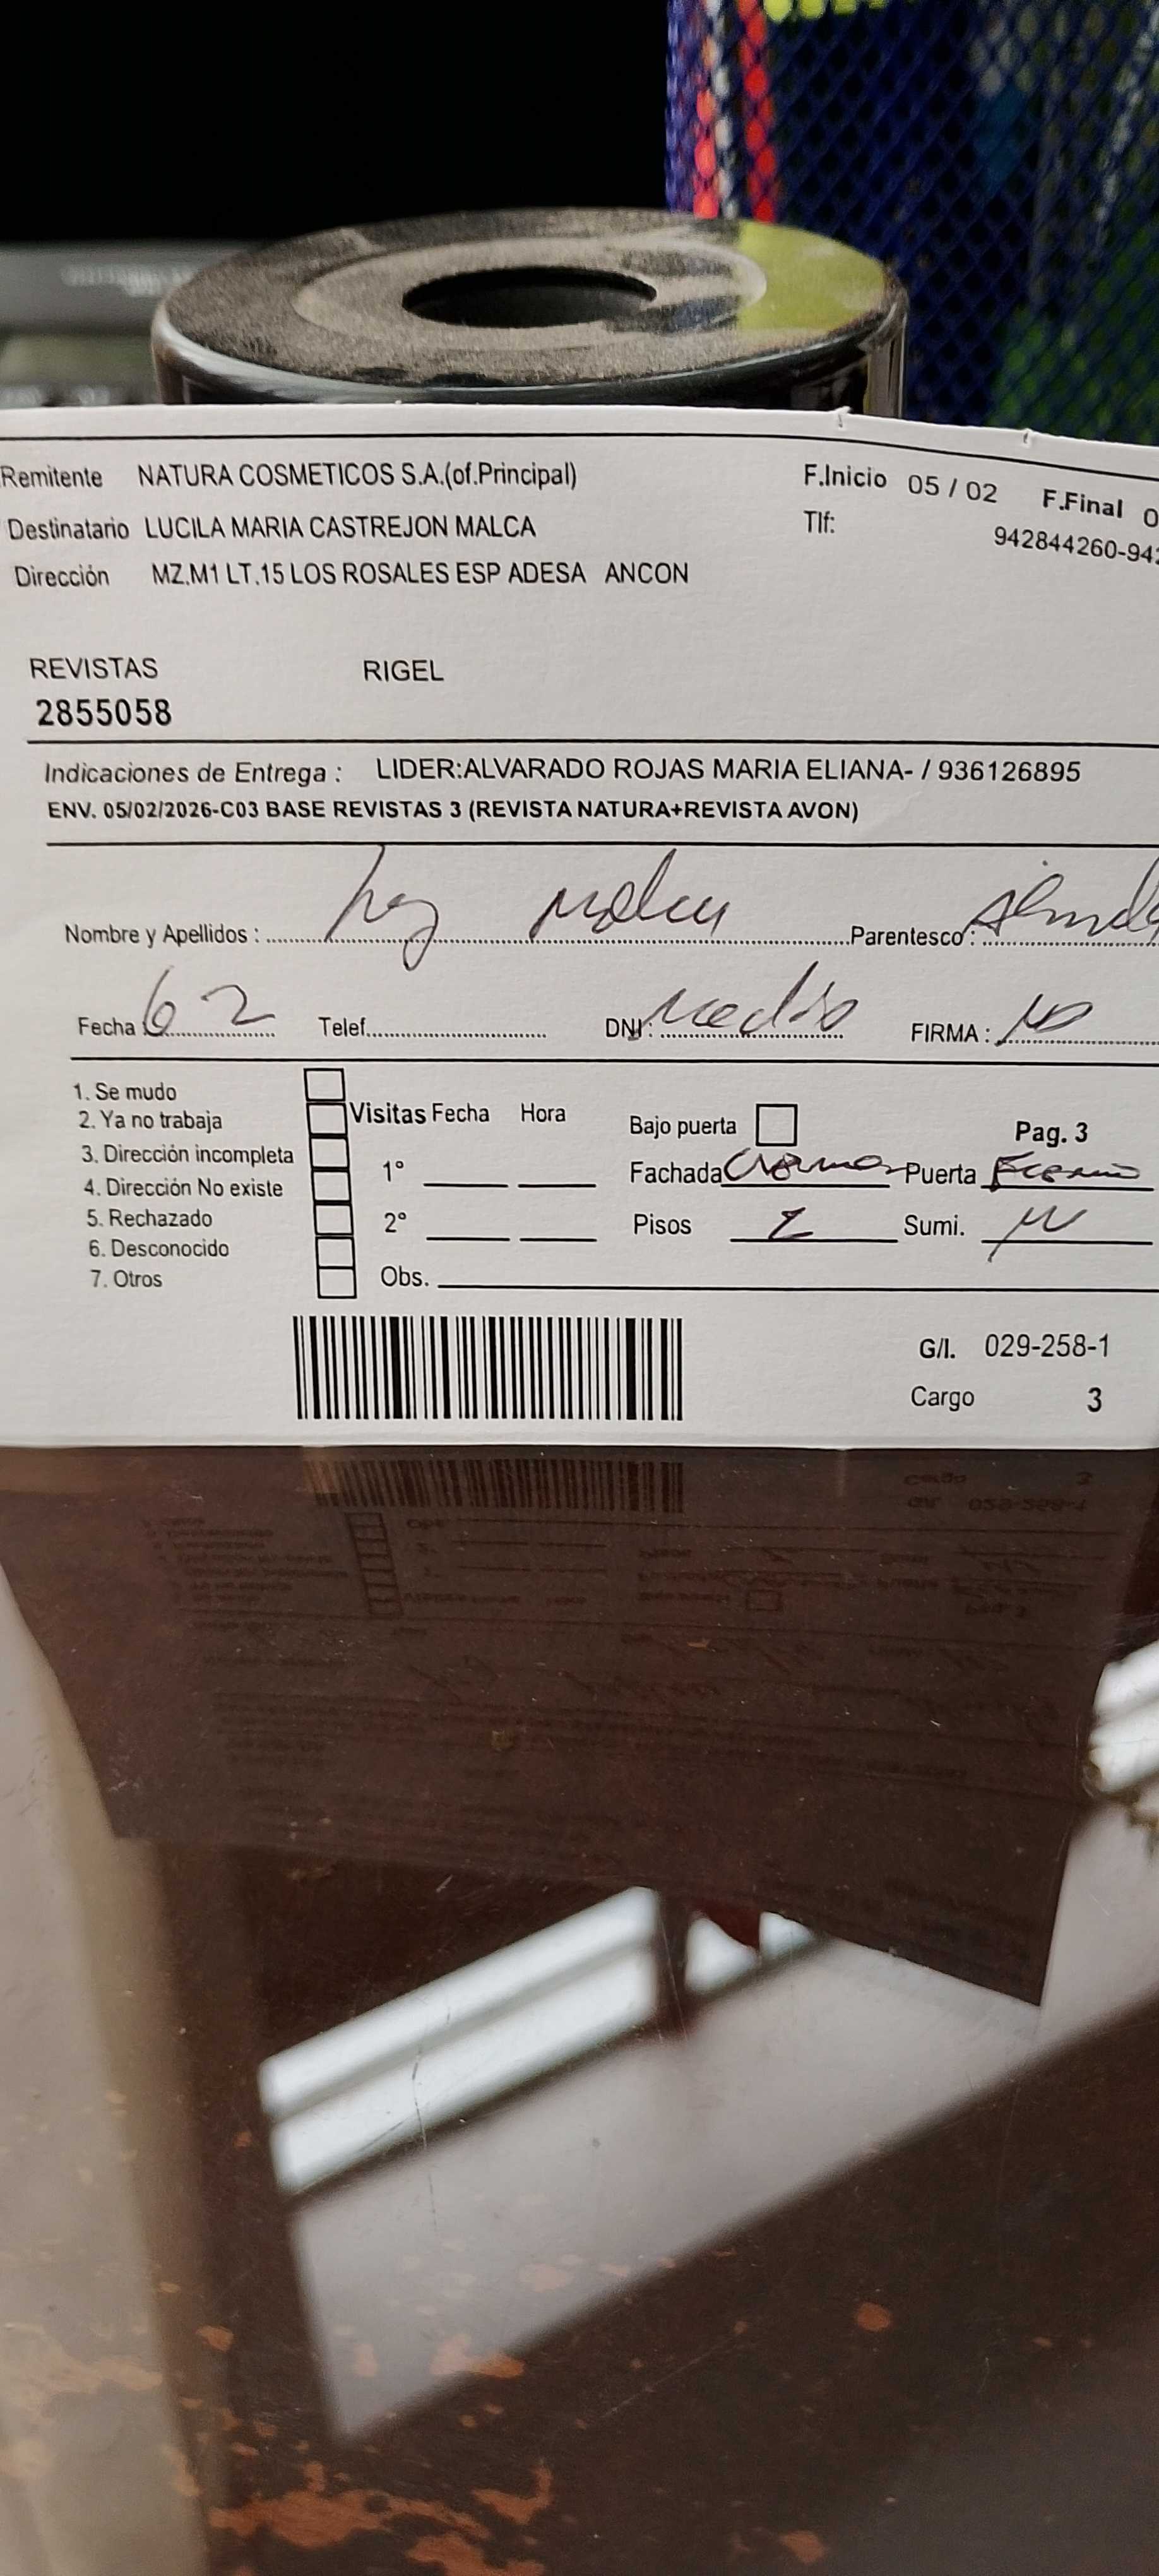 Remitente NATURA COSMETICOS S.A.(of.Principal) F.Inicio 05 / 02 F.Final 0
Destinatario LUCILA MARIA CASTREJON MALCA Tlf: 942844260-942
Dirección MZ.M1 LT.15 LOS ROSALES ESP ADESA ANCON
REVISTAS RIGEL
2855058
Indicaciones de Entrega : LIDER:ALVARADO ROJAS MARIA ELIANA- / 936126895
ENV. 05/02/2026-C03 BASE REVISTAS 3 (REVISTA NATURA+REVISTA AVON)
Nombre y Apellidos : Malca Parentesco :
Fecha : 6 2 Telef. DNI : FIRMA :
1. Se mudo
2. Ya no trabaja Visitas Fecha Hora Bajo puerta Pag. 3
3. Dirección incompleta 1° Fachada Puerta
4. Dirección No existe
5. Rechazado 2° Pisos 2 Sumi.
6. Desconocido
7. Otros Obs.
G/I. 029-258-1
Cargo 3